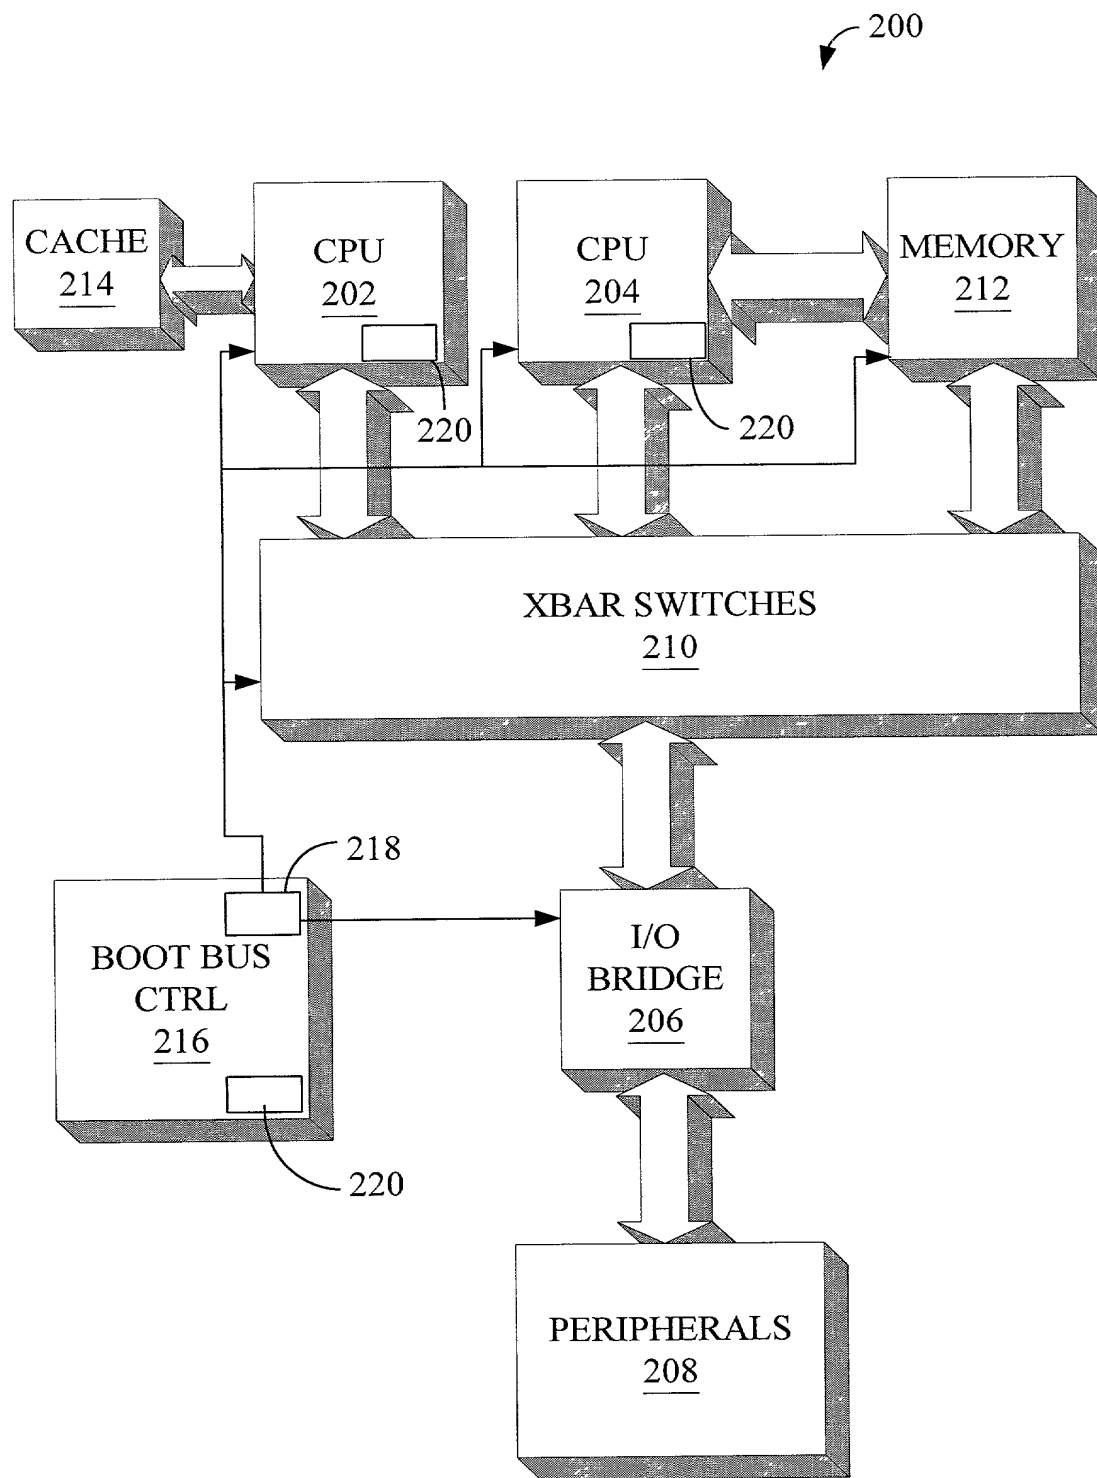 200
CACHE
214
CPU
202
CPU
204
MEMORY
212
220
220
XBAR SWITCHES
210
218
BOOT BUS
CTRL
216
I/O
BRIDGE
206
220
PERIPHERALS
208